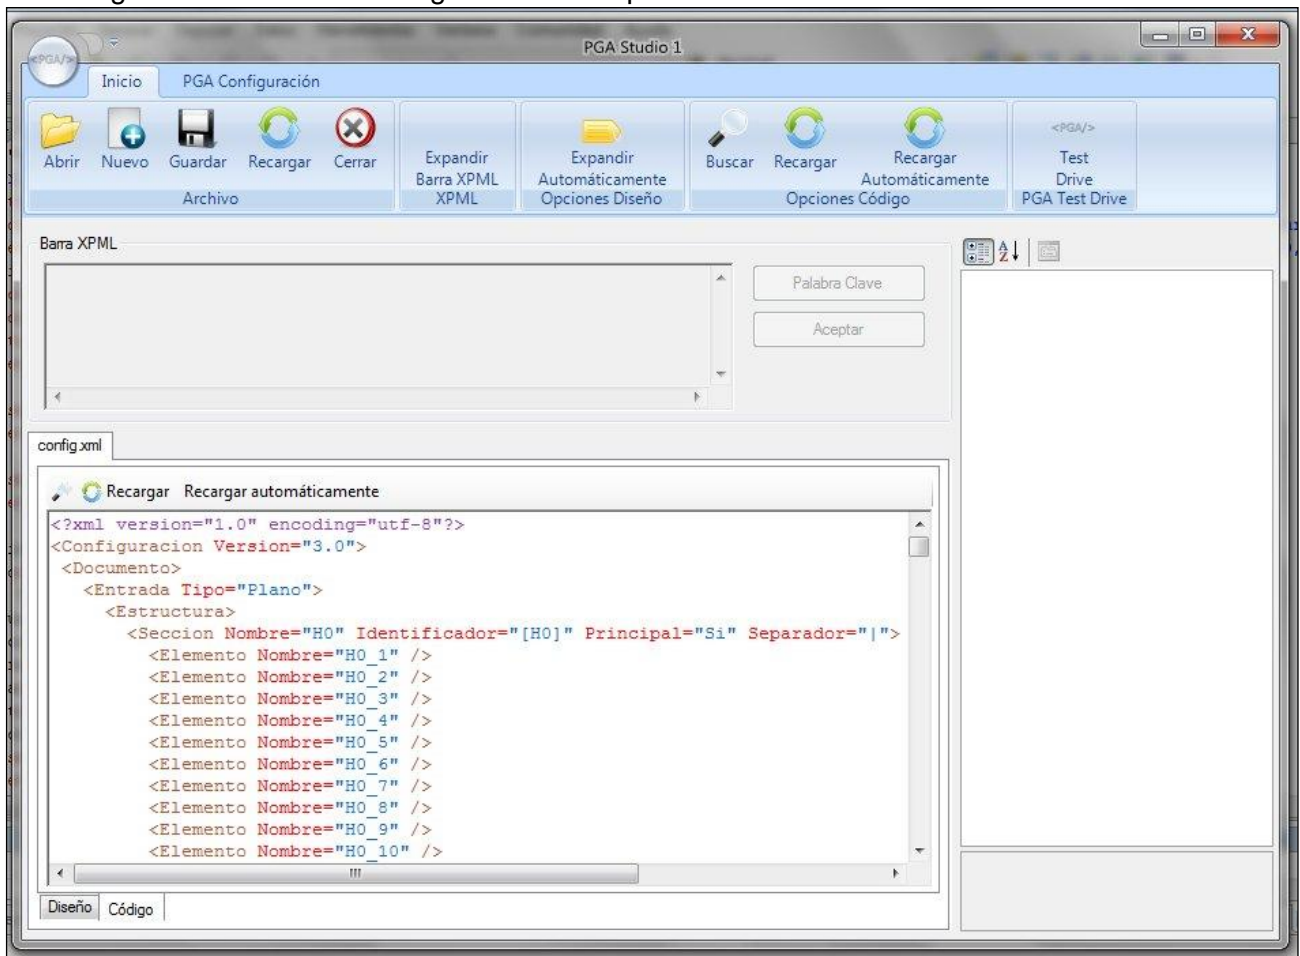 PGA Studio 1
<PGA/>
Inicio PGA Configuración
Abrir Nuevo Guardar Recargar Cerrar
Archivo
Expandir
Barra XPML
XPML
Expandir
Automáticamente
Opciones Diseño
Buscar Recargar Recargar
Automáticamente
Opciones Código
<PGA/>
Test
Drive
PGA Test Drive
Barra XPML
Palabra Clave
Aceptar
config.xml
Recargar Recargar automáticamente
<?xml version="1.0" encoding="utf-8"?>
<Configuracion Version="3.0">
<Documento>
<Entrada Tipo="Plano">
<Estructura>
<Seccion Nombre="H0" Identificador="[H0]" Principal="Si" Separador="|">
<Elemento Nombre="H0_1" />
<Elemento Nombre="H0_2" />
<Elemento Nombre="H0_3" />
<Elemento Nombre="H0_4" />
<Elemento Nombre="H0_5" />
<Elemento Nombre="H0_6" />
<Elemento Nombre="H0_7" />
<Elemento Nombre="H0_8" />
<Elemento Nombre="H0_9" />
<Elemento Nombre="H0_10" />
Diseño Código